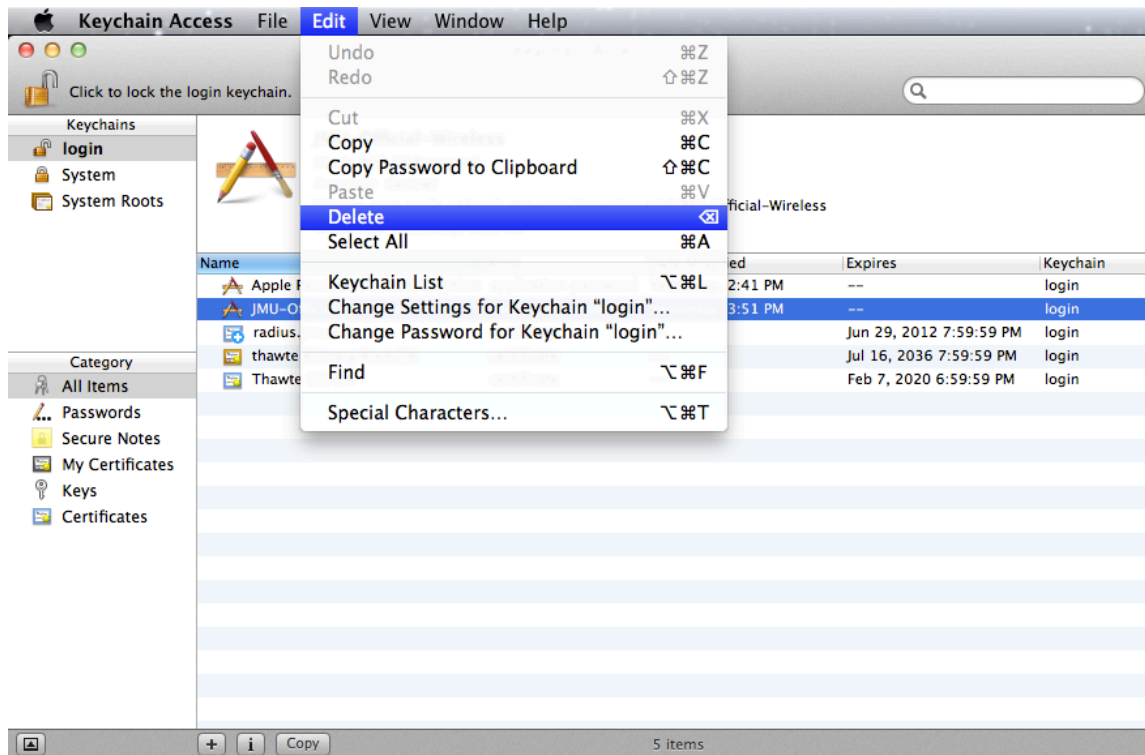 Keychain Access File Edit View Window Help
Click to lock the login keychain.
Keychains
login
System
System Roots
Category
All Items
Passwords
Secure Notes
My Certificates
Keys
Certificates
Undo ⌘Z
Redo ⇧⌘Z
Cut ⌘X
Copy ⌘C
Copy Password to Clipboard ⇧⌘C
Paste ⌘V
Delete ⌫
Select All ⌘A
Keychain List ⌥⌘L
Change Settings for Keychain “login”...
Change Password for Keychain “login”...
Find ⌥⌘F
Special Characters... ⌥⌘T
ficial-Wireless
Name ed Expires Keychain
Apple 2:41 PM -- login
JMU-O 3:51 PM -- login
radius. Jun 29, 2012 7:59:59 PM login
thawte Jul 16, 2036 7:59:59 PM login
Thawte Feb 7, 2020 6:59:59 PM login
+ i Copy 5 items